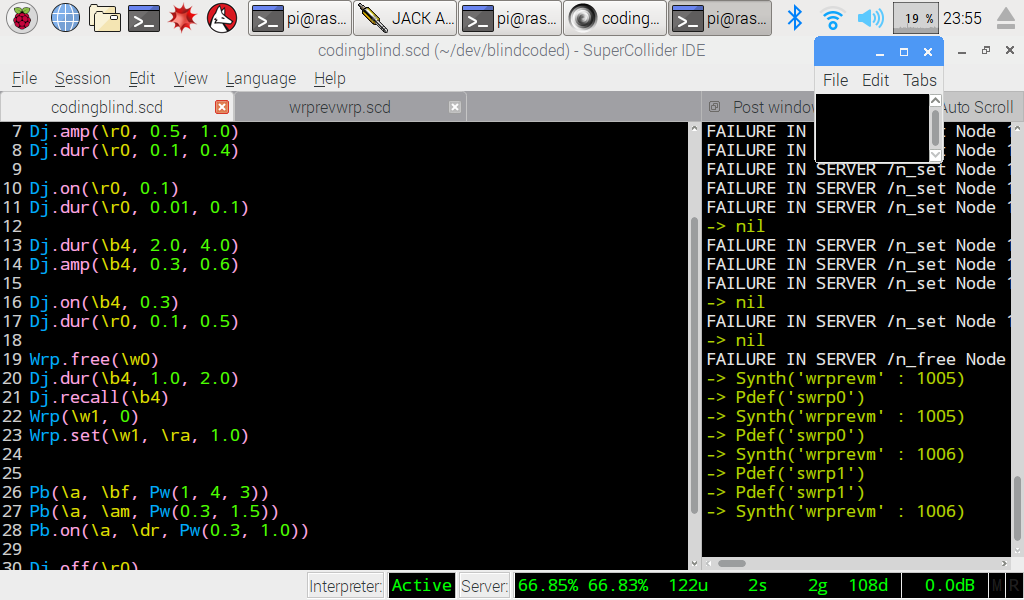 pi@ras...
JACK A...
pi@ras...
coding...
pi@ras...
19 %
23:55
codingblind.scd (~/dev/blindcoded) - SuperCollider IDE
File Session Edit View Language Help
File Edit Tabs
codingblind.scd
wrprevwrp.scd
Post window
Auto Scroll
7 Dj.amp(\r0, 0.5, 1.0)
8 Dj.dur(\r0, 0.1, 0.4)
9
10 Dj.on(\r0, 0.1)
11 Dj.dur(\r0, 0.01, 0.1)
12
13 Dj.dur(\b4, 2.0, 4.0)
14 Dj.amp(\b4, 0.3, 0.6)
15
16 Dj.on(\b4, 0.3)
17 Dj.dur(\r0, 0.1, 0.5)
18
19 Wrp.free(\w0)
20 Dj.dur(\b4, 1.0, 2.0)
21 Dj.recall(\b4)
22 Wrp(\w1, 0)
23 Wrp.set(\w1, \ra, 1.0)
24
25
26 Pb(\a, \bf, Pw(1, 4, 3))
27 Pb(\a, \am, Pw(0.3, 1.5))
28 Pb.on(\a, \dr, Pw(0.3, 1.0))
29
30 Dj.off(\r0)
FAILURE IN set Node 1
FAILURE IN set Node 1
FAILURE IN SERVER /n_set Node 1
FAILURE IN SERVER /n_set Node 1
FAILURE IN SERVER /n_set Node 1
-> nil
FAILURE IN SERVER /n_set Node 1
FAILURE IN SERVER /n_set Node 1
FAILURE IN SERVER /n_set Node 1
-> nil
FAILURE IN SERVER /n_set Node 1
-> nil
FAILURE IN SERVER /n_free Node
-> Synth('wrprevm' : 1005)
-> Pdef('swrp0')
-> Synth('wrprevm' : 1005)
-> Pdef('swrp0')
-> Synth('wrprevm' : 1006)
-> Pdef('swrp1')
-> Pdef('swrp1')
-> Synth('wrprevm' : 1006)
Interpreter: Active Server: 66.85% 66.83% 122u 2s 2g 108d 0.0dB M R